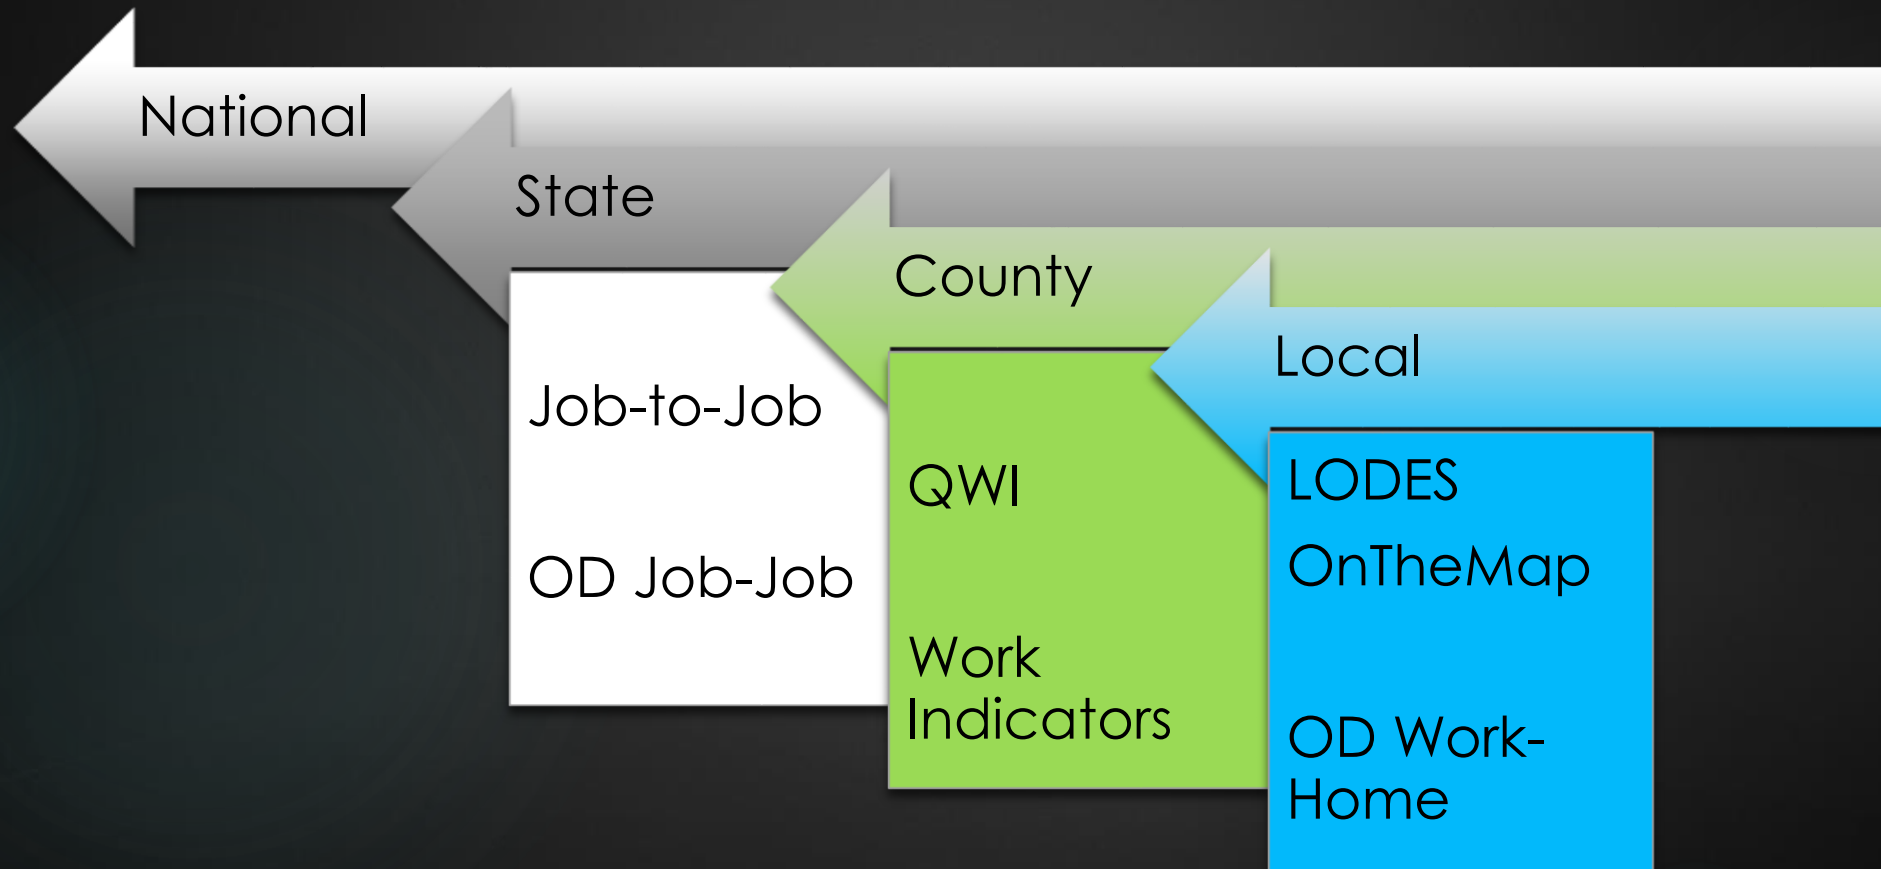 National
State
County
Local
Job-to-Job
OD Job-Job
QWI
Work
Indicators
LODES
OnTheMap
OD Work-
Home